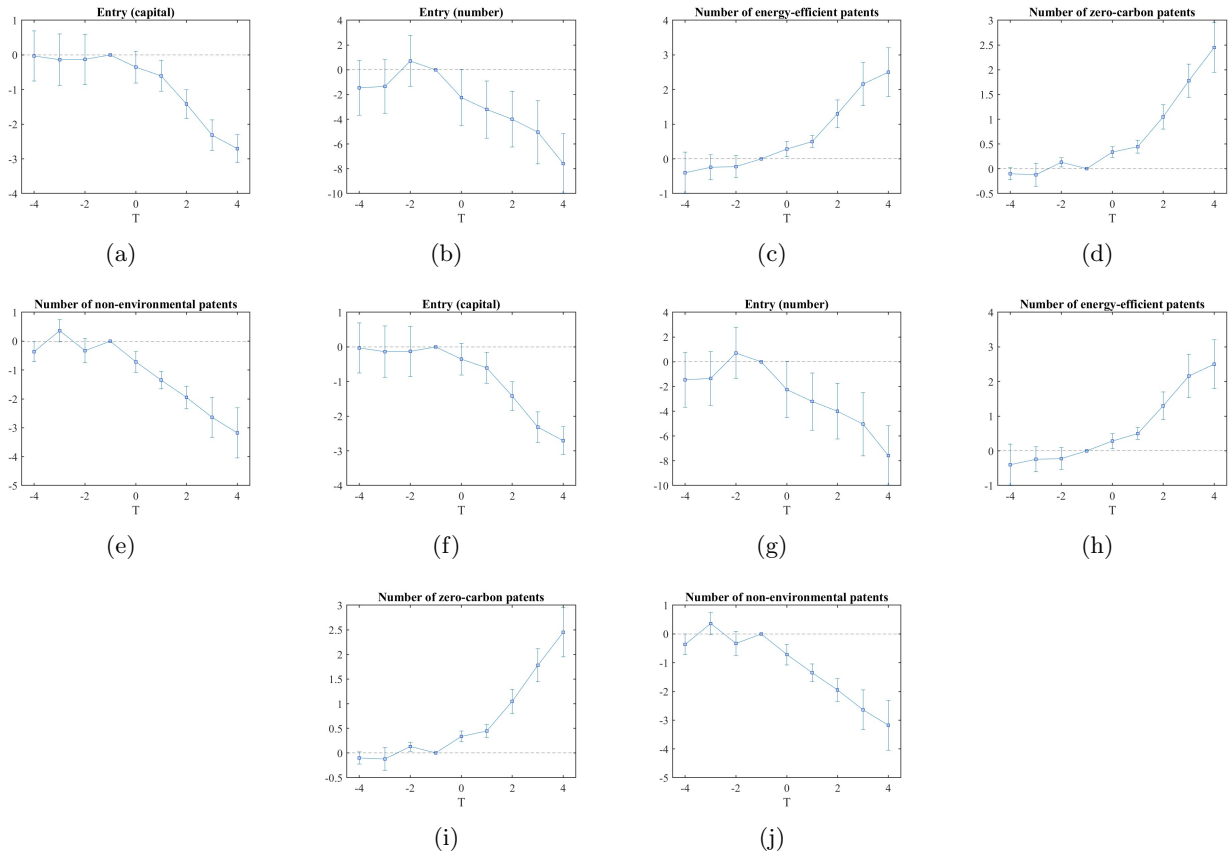 Entry (capital)
1
0
-1
-2
-3
-4
-4 -2 0 2 4
T
(a)
Entry (number)
4
2
0
-2
-4
-6
-8
-10
-4 -2 0 2 4
T
(b)
Number of energy-efficient patents
4
3
2
1
0
-1
-4 -2 0 2 4
T
(c)
Number of zero-carbon patents
3
2.5
2
1.5
1
0.5
0
-0.5
-4 -2 0 2 4
T
(d)
Number of non-environmental patents
1
0
-1
-2
-3
-4
-5
-4 -2 0 2 4
T
(e)
Entry (capital)
1
0
-1
-2
-3
-4
-4 -2 0 2 4
T
(f)
Entry (number)
4
2
0
-2
-4
-6
-8
-10
-4 -2 0 2 4
T
(g)
Number of energy-efficient patents
4
3
2
1
0
-1
-4 -2 0 2 4
T
(h)
Number of zero-carbon patents
3
2.5
2
1.5
1
0.5
0
-0.5
-4 -2 0 2 4
T
(i)
Number of non-environmental patents
1
0
-1
-2
-3
-4
-5
-4 -2 0 2 4
T
(j)